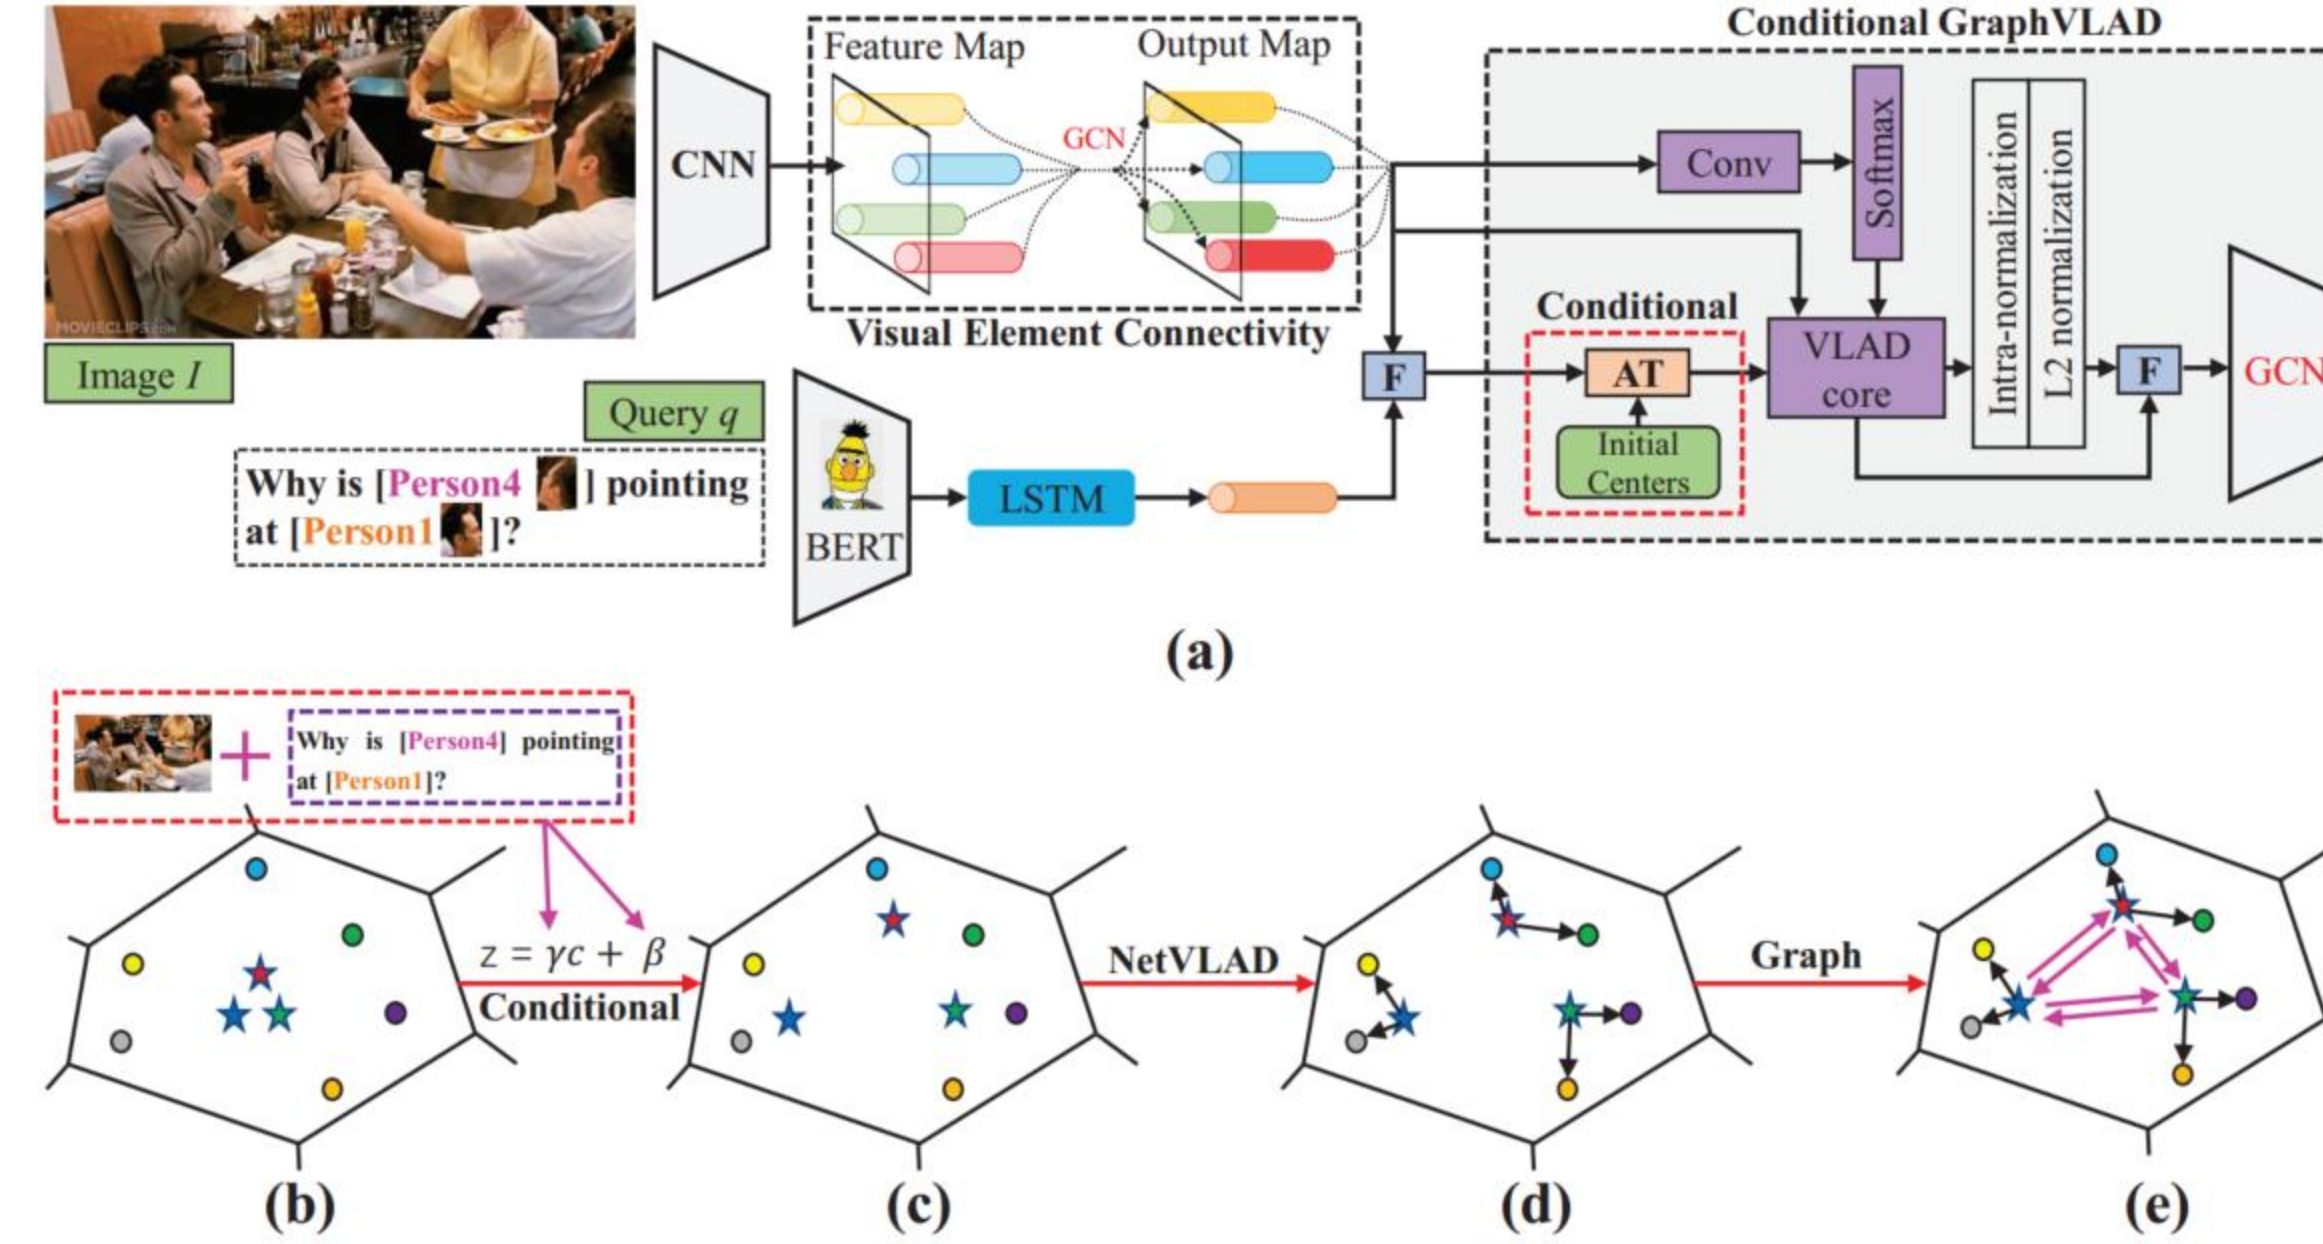 Conditional GraphVLAD
Feature Map
Output Map
GCN
CNN
Conv
Softmax
Intra-normalization
L2 normalization
MOVIECLIPS.COM
Visual Element Connectivity
Conditional
Image I
F
AT
VLAD
core
F
GCN
Query q
Initial
Centers
Why is [Person4 ] pointing
at [Person1 ]?
BERT
LSTM
(a)
Why is [Person4] pointing
at [Person1]?
z = γc + β
Conditional
NetVLAD
Graph
(b)
(c)
(d)
(e)